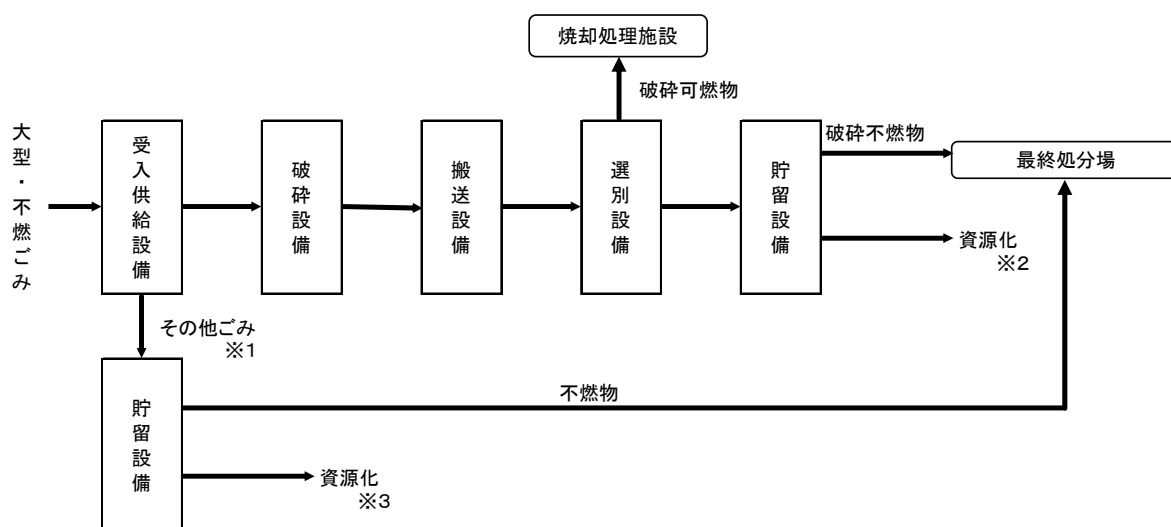 焼却処理施設
破砕可燃物
大型・不燃ごみ
受入供給設備
破砕設備
搬送設備
選別設備
貯留設備
破砕不燃物
最終処分場
資源化
※2
その他ごみ
※1
貯留設備
不燃物
資源化
※3